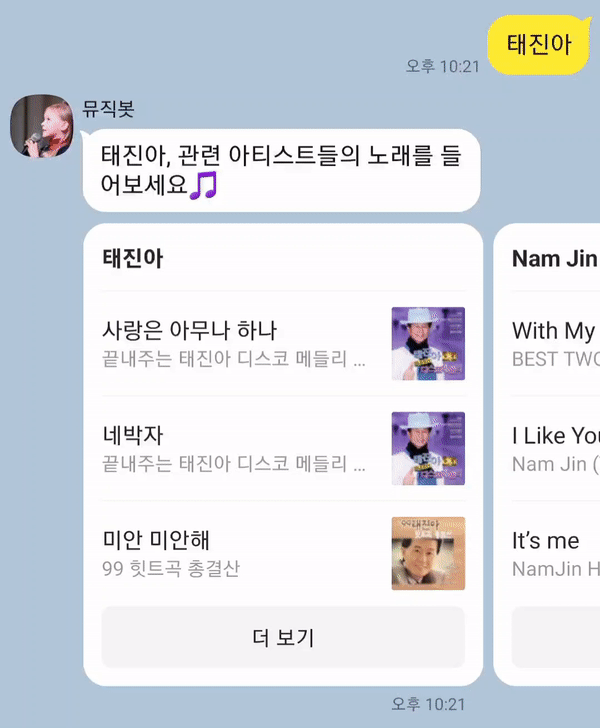 태진아
오후 10:21
뮤직봇
태진아, 관련 아티스트들의 노래를 들
어보세요🎵
태진아
사랑은 아무나 하나
끝내주는 태진아 디스코 메들리 ...
네박자
끝내주는 태진아 디스코 메들리 ...
미안 미안해
99 힛트곡 총결산
더 보기
Nam Jin
With My
BEST TWO
I Like You
Nam Jin (
It's me
NamJin H
오후 10:21